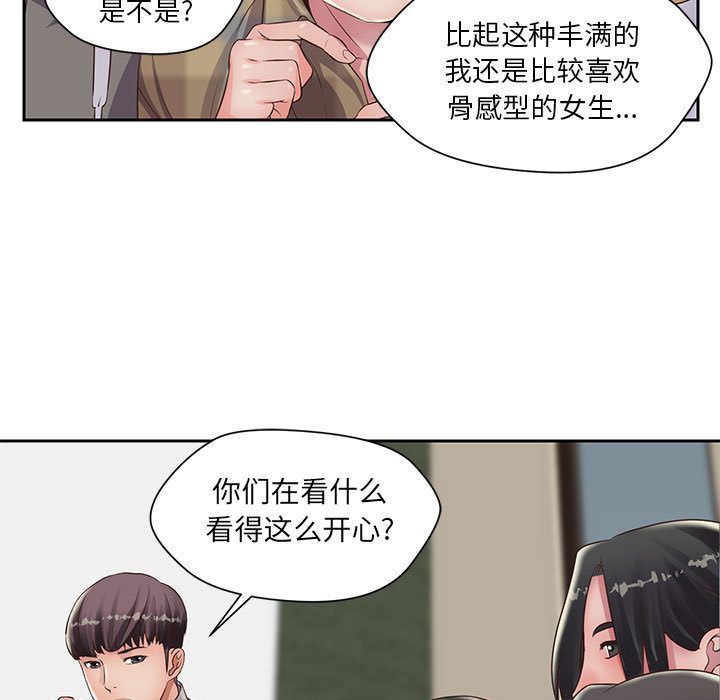 是不是?
比起这种丰满的
我还是比较喜欢
骨感型的女生...
你们在看什么
看得这么开心?